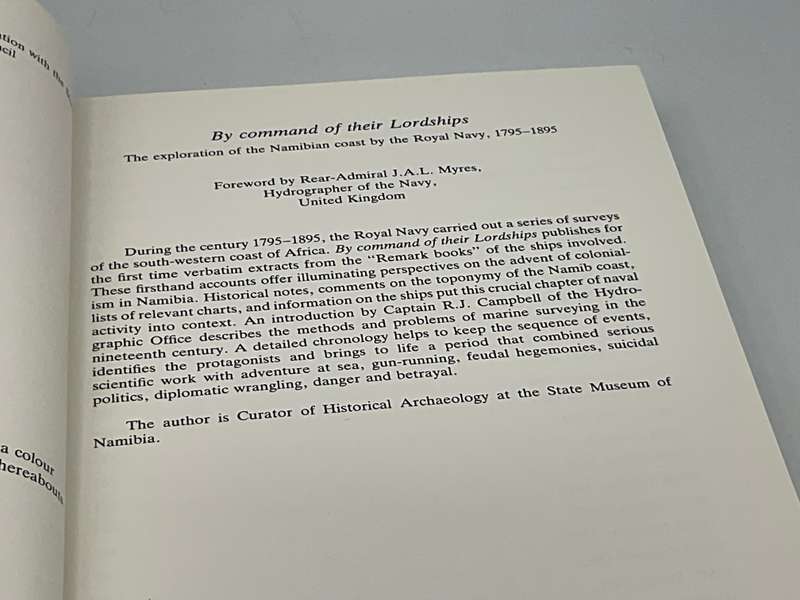 with the
By command of their Lordships
The exploration of the Namibian coast by the Royal Navy, 1795–1895
Foreword by Rear-Admiral J.A.L. Myres,
Hydrographer of the Navy,
United Kingdom
During the century 1795–1895, the Royal Navy carried out a series of surveys
of the south-western coast of Africa. By command of their Lordships publishes for
the first time verbatim extracts from the “Remark books” of the ships involved.
These firsthand accounts offer illuminating perspectives on the advent of colonial-
ism in Namibia. Historical notes, comments on the toponymy of the Namib coast,
lists of relevant charts, and information on the ships put this crucial chapter of naval
activity into context. An introduction by Captain R.J. Campbell of the Hydro-
graphic Office describes the methods and problems of marine surveying in the
nineteenth century. A detailed chronology helps to keep the sequence of events,
identifies the protagonists and brings to life a period that combined serious
scientific work with adventure at sea, gun-running, feudal hegemonies, suicidal
politics, diplomatic wrangling, danger and betrayal.
The author is Curator of Historical Archaeology at the State Museum of
Namibia.
a colour
hereabouts